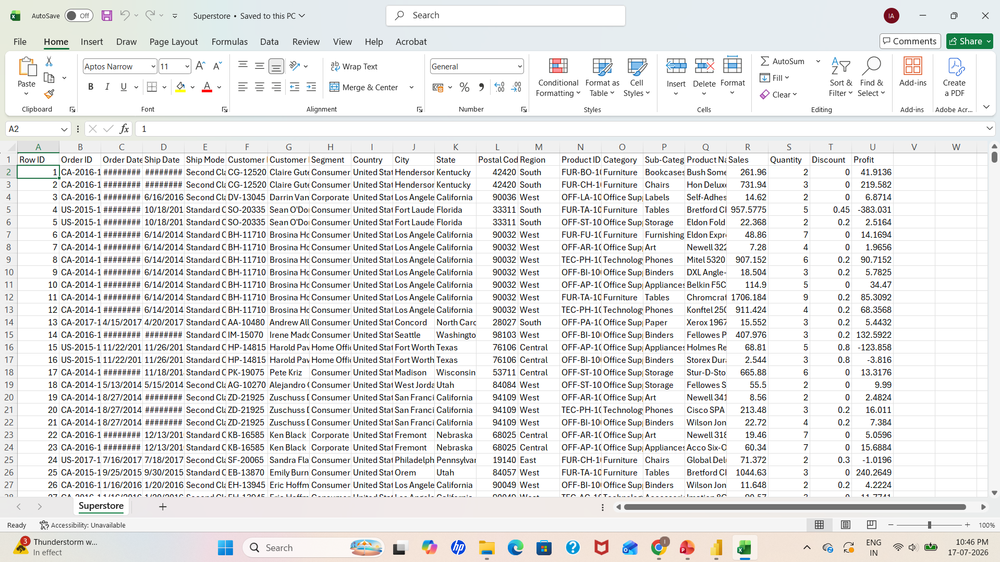 AutoSave Off Superstore • Saved to this PC Search IA
File Home Insert Draw Page Layout Formulas Data Review View Help Acrobat Comments Share
Paste
Clipboard
Aptos Narrow 11
B I U
Font
Wrap Text
Merge & Center
Alignment
General
Number
Conditional Formatting
Format as Table
Cell Styles
Styles
Insert Delete Format
Cells
AutoSum
Fill
Clear
Sort & Filter
Find & Select
Editing
Add-ins
Add-ins
Create a PDF
Adobe Acr...
A2 fx 1
A B C D E F G H I J K L M N O P Q R S T U V W
1 Row ID Order ID Order Date Ship Date Ship Mode Customer Customer Segment Country City State Postal Cod Region Product ID Category Sub-Categ Product Na Sales Quantity Discount Profit
2 1 CA-2016-1 ######## ######## Second Cla CG-12520 Claire Gute Consumer United Stat Henderson Kentucky 42420 South FUR-BO-10 Furniture Bookcases Bush Some 261.96 2 0 41.9136
3 2 CA-2016-1 ######## ######## Second Cla CG-12520 Claire Gute Consumer United Stat Henderson Kentucky 42420 South FUR-CH-10 Furniture Chairs Hon Deluxe 731.94 3 0 219.582
4 3 CA-2016-1 ######## 6/16/2016 Second Cla DV-13045 Darrin Van Corporate United Stat Los Angele California 90036 West OFF-LA-10 Office Sup Labels Self-Adhes 14.62 2 0 6.8714
5 4 US-2015-1 ######## 10/18/201 Standard C SO-20335 Sean O'Do Consumer United Stat Fort Laude Florida 33311 South FUR-TA-10 Furniture Tables Bretford C 957.5775 5 0.45 -383.031
6 5 US-2015-1 ######## 10/18/201 Standard C SO-20335 Sean O'Do Consumer United Stat Fort Laude Florida 33311 South OFF-ST-10 Office Sup Storage Eldon Fold 22.368 2 0.2 2.5164
7 6 CA-2014-1 ######## 6/14/2014 Standard C BH-11710 Brosina Ho Consumer United Stat Los Angele California 90032 West FUR-FU-10 Furniture Furnishing Eldon Expr 48.86 7 0 14.1694
8 7 CA-2014-1 ######## 6/14/2014 Standard C BH-11710 Brosina Ho Consumer United Stat Los Angele California 90032 West OFF-AR-10 Office Sup Art Newell 322 7.28 4 0 1.9656
9 8 CA-2014-1 ######## 6/14/2014 Standard C BH-11710 Brosina Ho Consumer United Stat Los Angele California 90032 West TEC-PH-10 Technology Phones Mitel 5320 907.152 6 0.2 90.7152
10 9 CA-2014-1 ######## 6/14/2014 Standard C BH-11710 Brosina Ho Consumer United Stat Los Angele California 90032 West OFF-BI-100 Office Sup Binders DXL Angle- 18.504 3 0.2 5.7825
11 10 CA-2014-1 ######## 6/14/2014 Standard C BH-11710 Brosina Ho Consumer United Stat Los Angele California 90032 West OFF-AP-10 Office Sup Appliances Belkin F5C 114.9 5 0 34.47
12 11 CA-2014-1 ######## 6/14/2014 Standard C BH-11710 Brosina Ho Consumer United Stat Los Angele California 90032 West FUR-TA-10 Furniture Tables Chromcraf 1706.184 9 0.2 85.3092
13 12 CA-2014-1 ######## 6/14/2014 Standard C BH-11710 Brosina Ho Consumer United Stat Los Angele California 90032 West TEC-PH-10 Technology Phones Konftel 250 911.424 4 0.2 68.3568
14 13 CA-2017-1 4/15/2017 4/20/2017 Standard C AA-10480 Andrew All Consumer United Stat Concord North Caro 28027 South OFF-PA-10 Office Sup Paper Xerox 1967 15.552 3 0.2 5.4432
15 14 CA-2016-1 ######## ######## Standard C IM-15070 Irene Madd Consumer United Stat Seattle Washingto 98103 West OFF-BI-100 Office Sup Binders Fellowes P 407.976 3 0.2 132.5922
16 15 US-2015-1 11/22/201 11/26/201 Standard C HP-14815 Harold Pav Home Offi United Stat Fort Worth Texas 76106 Central OFF-AP-10 Office Sup Appliances Holmes Re 68.81 5 0.8 -123.858
17 16 US-2015-1 11/22/201 11/26/201 Standard C HP-14815 Harold Pav Home Offi United Stat Fort Worth Texas 76106 Central OFF-BI-100 Office Sup Binders Storex Dura 2.544 3 0.8 -3.816
18 17 CA-2014-1 ######## 11/18/201 Standard C PK-19075 Pete Kriz Consumer United Stat Madison Wisconsin 53711 Central OFF-ST-10 Office Sup Storage Stur-D-Sto 665.88 6 0 13.3176
19 18 CA-2014-1 5/13/2014 5/15/2014 Second Cla AG-10270 Alejandro Consumer United Stat West Jorda Utah 84084 West OFF-ST-10 Office Sup Storage Fellowes S 55.5 2 0 9.99
20 19 CA-2014-1 8/27/2014 ######## Second Cla ZD-21925 Zuschuss D Consumer United Stat San Franci California 94109 West OFF-AR-10 Office Sup Art Newell 341 8.56 2 0 2.4824
21 20 CA-2014-1 8/27/2014 ######## Second Cla ZD-21925 Zuschuss D Consumer United Stat San Franci California 94109 West TEC-PH-10 Technology Phones Cisco SPA 213.48 3 0.2 16.011
22 21 CA-2014-1 8/27/2014 ######## Second Cla ZD-21925 Zuschuss D Consumer United Stat San Franci California 94109 West OFF-BI-100 Office Sup Binders Wilson Jon 22.72 4 0.2 7.384
23 22 CA-2016-1 ######## 12/13/201 Standard C KB-16585 Ken Black Corporate United Stat Fremont Nebraska 68025 Central OFF-AR-10 Office Sup Art Newell 318 19.46 7 0 5.0596
24 23 CA-2016-1 ######## 12/13/201 Standard C KB-16585 Ken Black Corporate United Stat Fremont Nebraska 68025 Central OFF-AP-10 Office Sup Appliances Acco Six-O 60.34 7 0 15.6884
25 24 US-2017-1 7/16/2017 7/18/2017 Second Cla SF-20065 Sandra Fla Consumer United Stat Philadelph Pennsylvan 19140 East FUR-CH-10 Furniture Chairs Global Del 71.372 2 0.3 -1.0196
26 25 CA-2015-1 9/25/2015 9/30/2015 Standard C EB-13870 Emily Burn Consumer United Stat Orem Utah 84057 West FUR-TA-10 Furniture Tables Bretford C 1044.63 3 0 240.2649
27 26 CA-2016-1 1/16/2016 1/20/2016 Second Cla EH-13945 Eric Hoffm Consumer United Stat Los Angele California 90049 West OFF-BI-100 Office Sup Binders Wilson Jon 11.648 2 0.2 4.2224
Superstore
Ready Accessibility: Unavailable 100%
3 Thunderstorm w...
In effect
Search
hp
ENG
IN
10:46 PM
17-07-2026